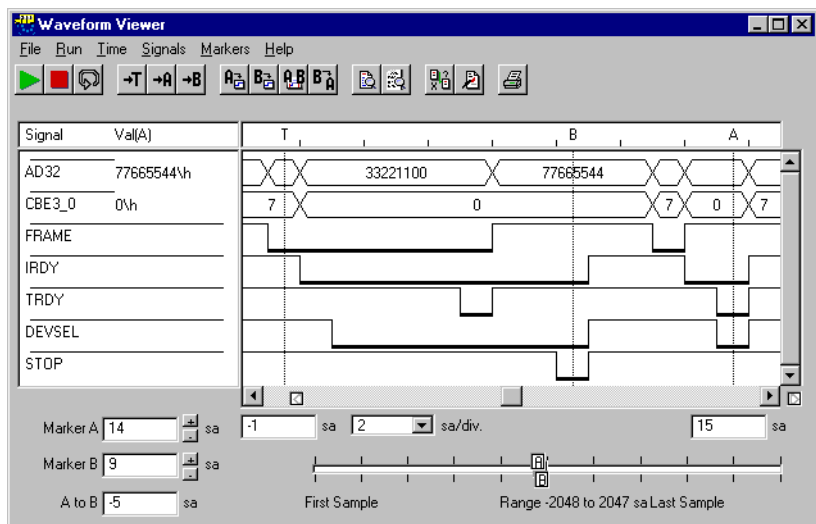 Waveform Viewer
File Run Time Signals Markers Help
→T →A →B A B A B B A
Signal Val(A) T B A
AD32 77665544\h 33221100 77665544
CBE3_0 0\h 7 0 7 0 7
FRAME
IRDY
TRDY
DEVSEL
STOP
Marker A 14 + - sa -1 sa 2 sa/div. 15 sa
Marker B 9 + - sa A
B
A to B -5 sa First Sample Range -2048 to 2047 sa Last Sample